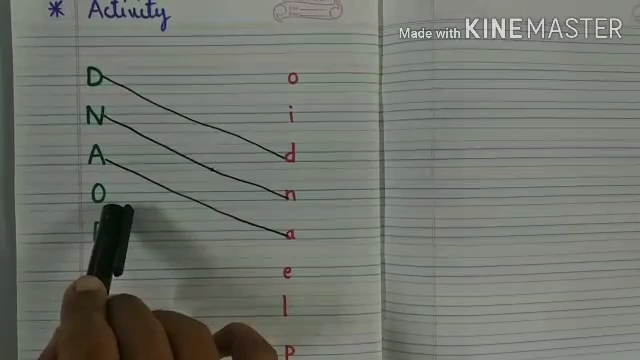 * Activity
Made with KINEMASTER
D o
N i
A d
O n
a
e
l
p